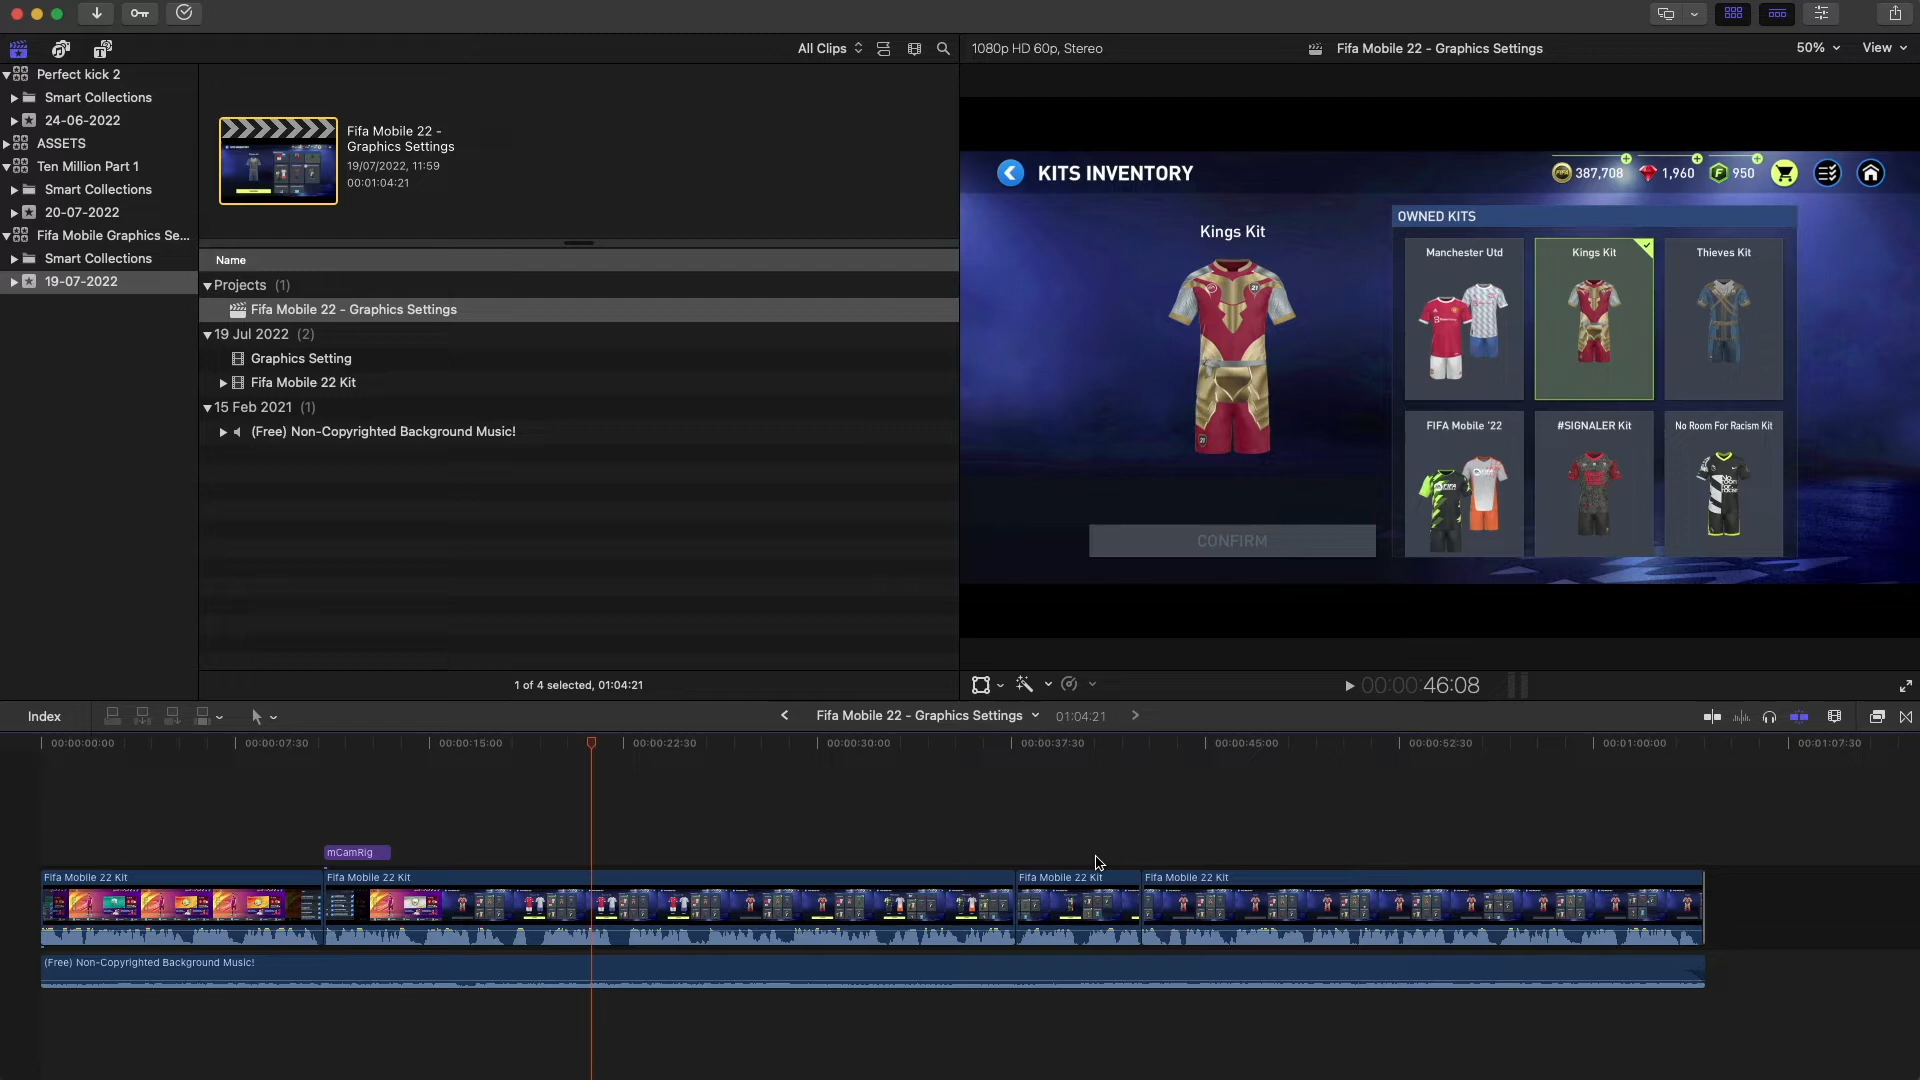 All Clips
1080p HD 60p, Stereo
Fifa Mobile 22 - Graphics Settings
50%
View
Perfect kick 2
Smart Collections
24-06-2022
ASSETS
Ten Million Part 1
Smart Collections
20-07-2022
Fifa Mobile Graphics Se...
Smart Collections
19-07-2022
Fifa Mobile 22 -
Graphics Settings
19/07/2022, 11:59
00:01:04:21
Name
Projects (1)
Fifa Mobile 22 - Graphics Settings
19 Jul 2022 (2)
Graphics Setting
Fifa Mobile 22 Kit
15 Feb 2021 (1)
(Free) Non-Copyrighted Background Music!
1 of 4 selected, 01:04:21
KITS INVENTORY
387,708
1,960
950
Kings Kit
OWNED KITS
Manchester Utd
Kings Kit
Thieves Kit
FIFA Mobile '22
#SIGNALER Kit
No Room For Racism Kit
CONFIRM
00:00:46:08
Index
Fifa Mobile 22 - Graphics Settings
01:04:21
00:00:00:00
00:00:07:30
00:00:15:00
00:00:22:30
00:00:30:00
00:00:37:30
00:00:45:00
00:00:52:30
00:01:00:00
00:01:07:30
mCamRig
Fifa Mobile 22 Kit
Fifa Mobile 22 Kit
Fifa Mobile 22 Kit
Fifa Mobile 22 Kit
(Free) Non-Copyrighted Background Music!